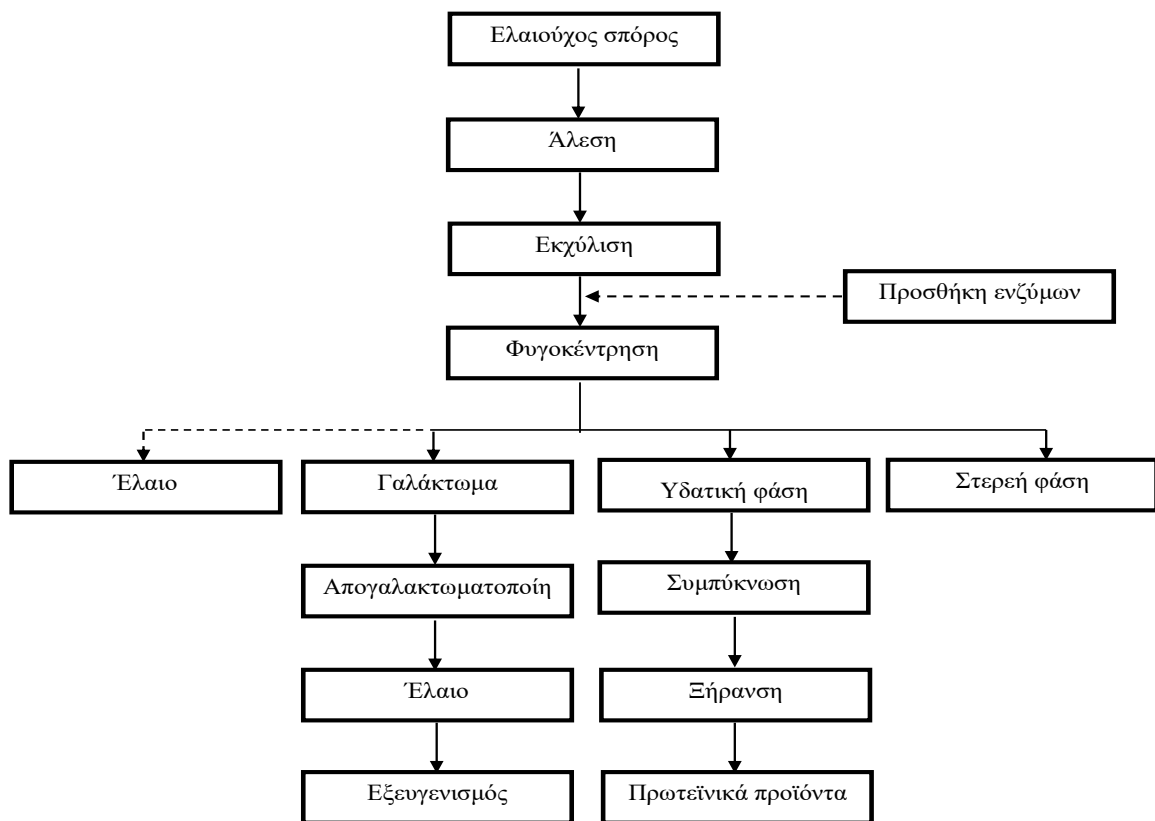 Ελαιούχος σπόρος
Άλεση
Εκχύλιση
Προσθήκη ενζύμων
Φυγοκέντρηση
Έλαιο
Γαλάκτωμα
Υδατική φάση
Στερεή φάση
Απογαλακτωματοποίη
Συμπύκνωση
Έλαιο
Ξήρανση
Εξευγενισμός
Πρωτεϊνικά προϊόντα